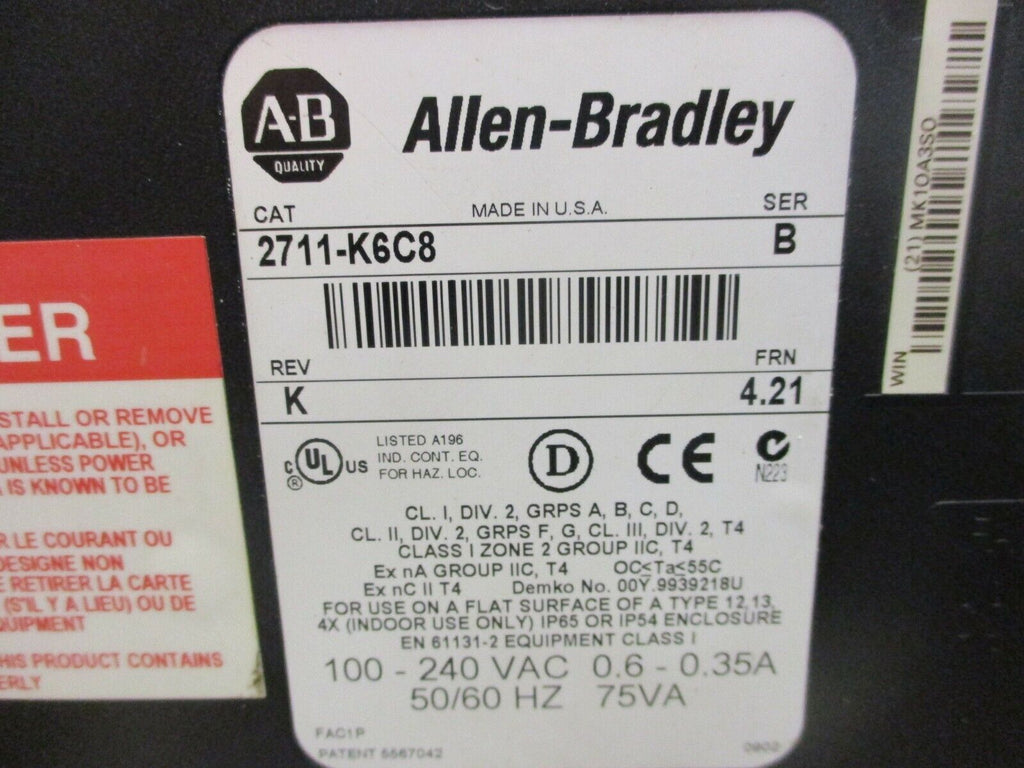 A-B
QUALITY
Allen-Bradley
CAT
MADE IN U.S.A.
SER
2711-K6C8
B
REV
FRN
K
4.21
C UL US
®
LISTED A196
IND. CONT. EQ.
FOR HAZ. LOC.
D
CE
N223
CL. I, DIV. 2, GRPS A, B, C, D,
CL. II, DIV. 2, GRPS F, G, CL. III, DIV. 2, T4
CLASS I ZONE 2 GROUP IIC, T4
Ex nA GROUP IIC, T4 OC≤Ta≤55C
Ex nC II T4 Demko No. 00Y.9939218U
FOR USE ON A FLAT SURFACE OF A TYPE 12,13,
4X (INDOOR USE ONLY) IP65 OR IP54 ENCLOSURE
EN 61131-2 EQUIPMENT CLASS I
100 - 240 VAC 0.6 - 0.35A
50/60 HZ 75VA
FAC1P
PATENT 5567042
0902
ER
STALL OR REMOVE
APPLICABLE), OR
UNLESS POWER
IS KNOWN TO BE
R LE COURANT OU
DESIGNE NON
RETIRER LA CARTE
(S'IL Y A LIEU) OU DE
QUIPMENT
HIS PRODUCT CONTAINS
ERLY
WIN
(21) MK10A3SO